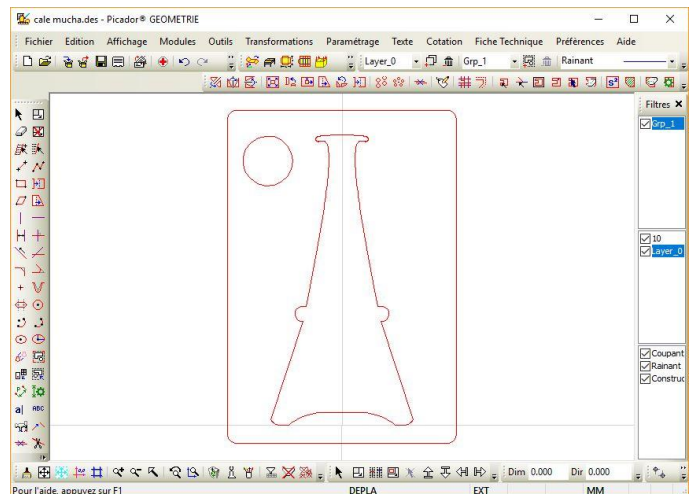 cale mucha.des - Picador® GEOMETRIE
Fichier Edition Affichage Modules Outils Transformations Paramétrage Texte Cotation Fiche Technique Préférences Aide
Layer_0 Grp_1 Rainant
Filtres
Grp_1
10
Layer_0
Coupant
Rainant
Construc
a| ABC
Dim 0.000 Dir 0.000
Pour l'aide, appuyez sur F1 DEPLA EXT MM